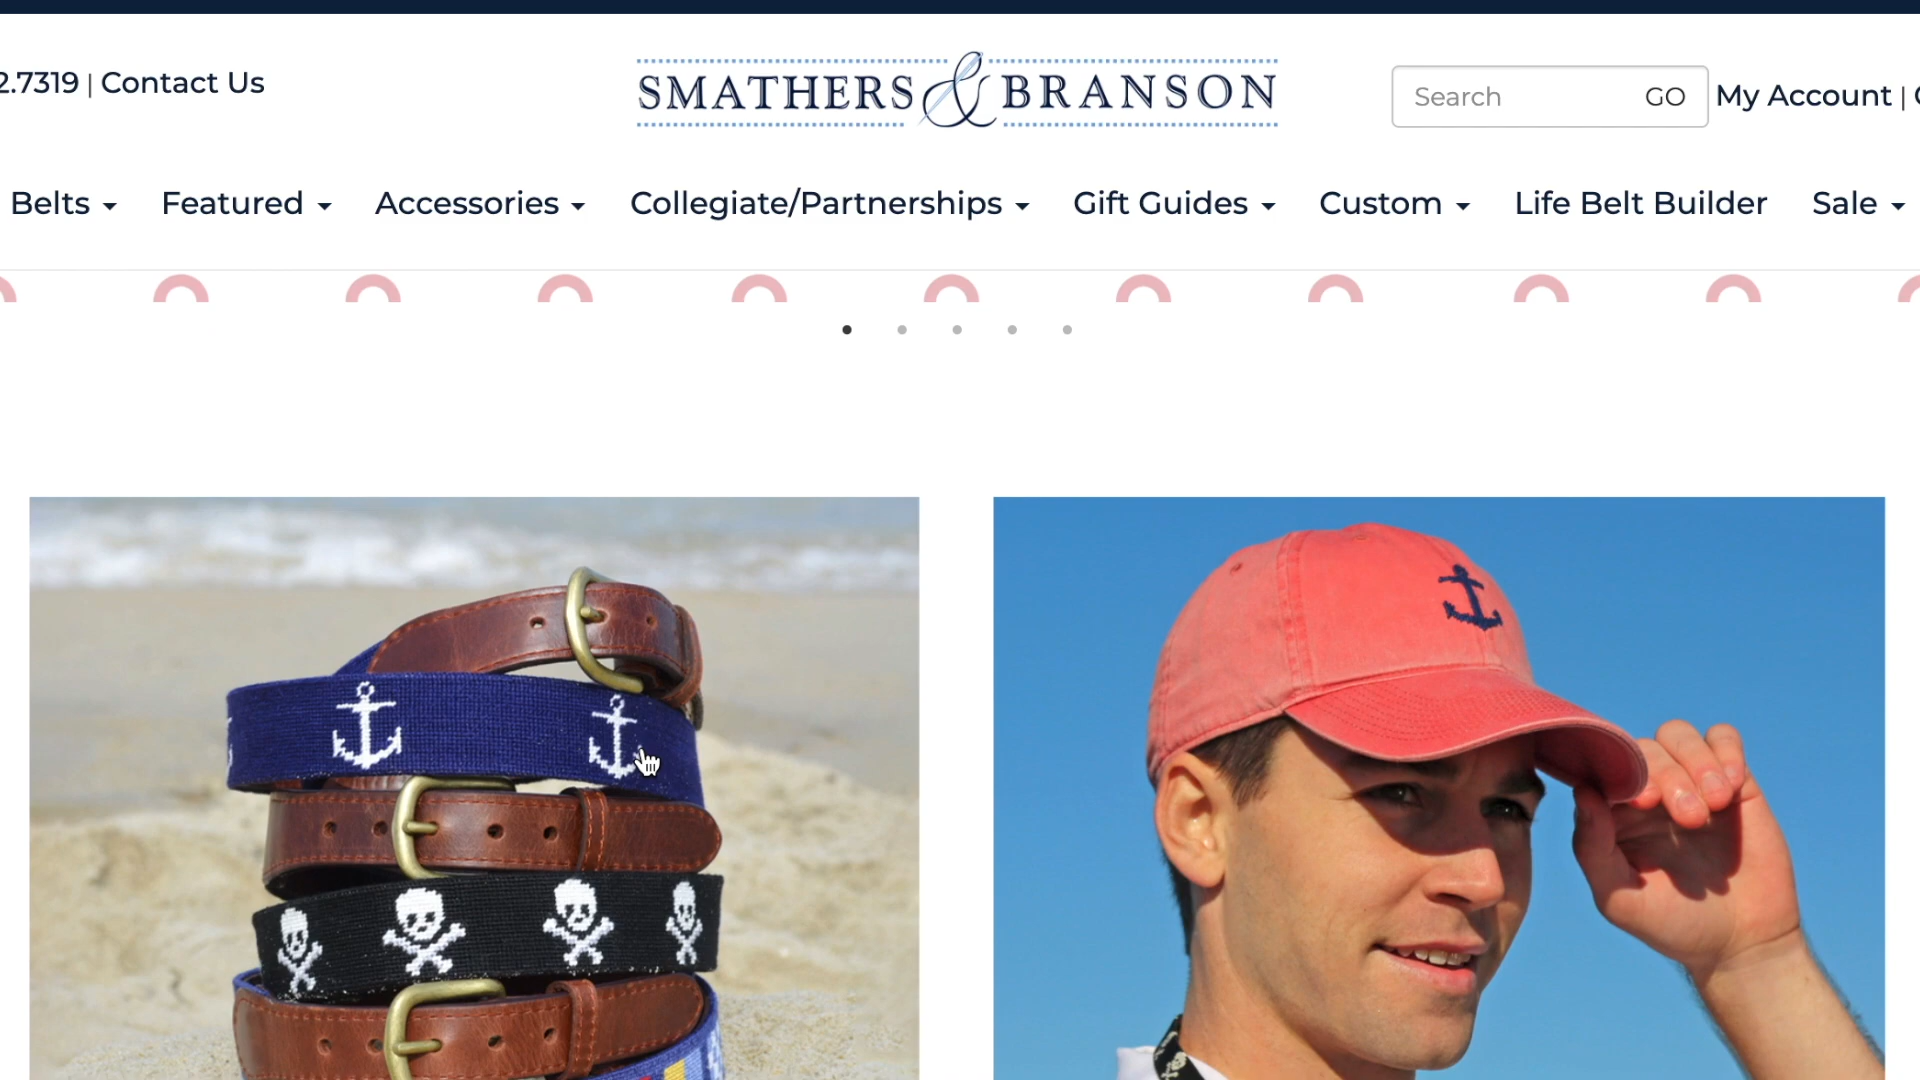 2.7319 | Contact Us
SMATHERS & BRANSON
Search GO My Account |
Belts Featured Accessories Collegiate/Partnerships Gift Guides Custom Life Belt Builder Sale